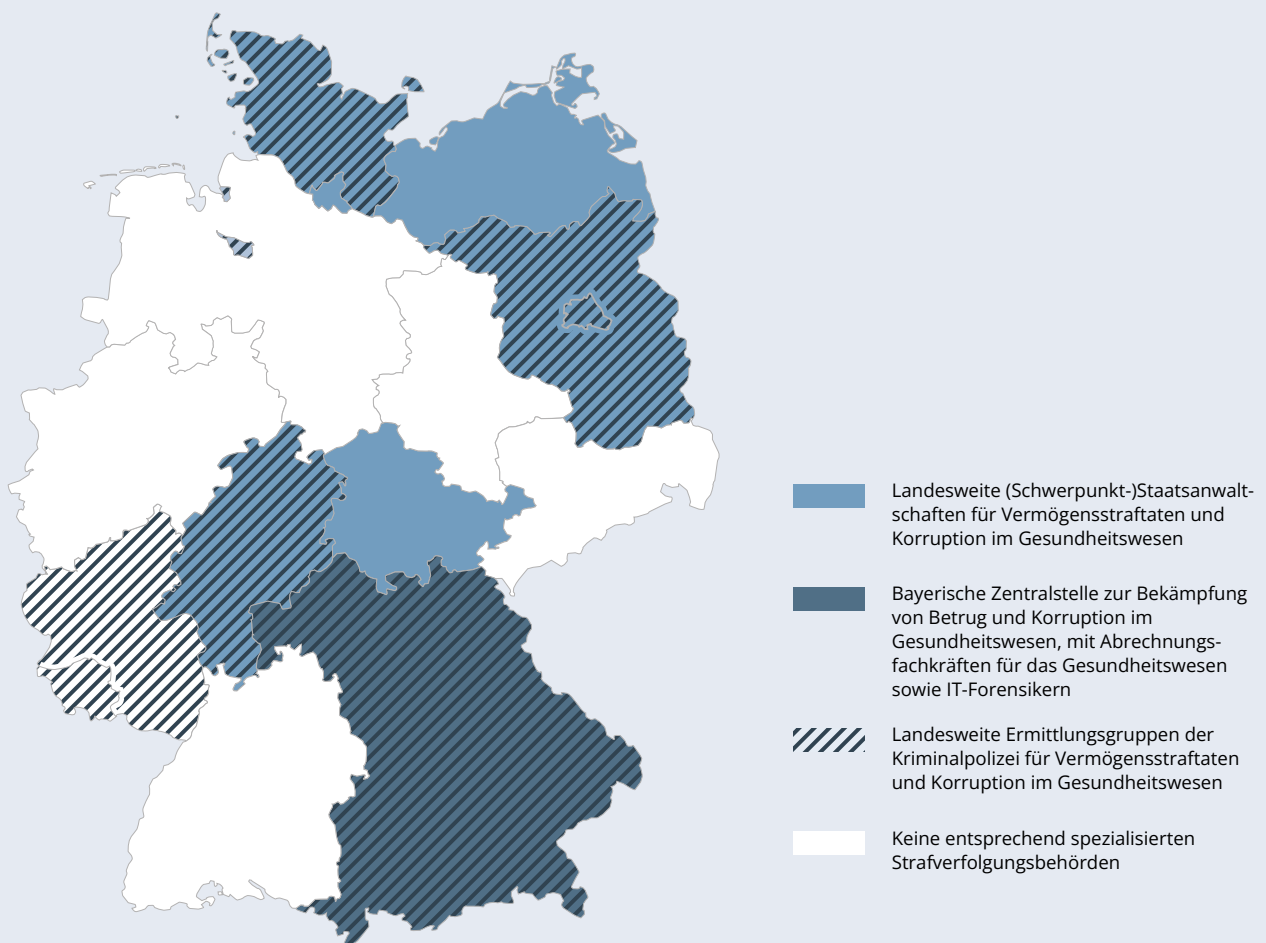 Landesweite (Schwerpunkt-)Staatsanwalt-
schaften für Vermögensstraftaten und
Korruption im Gesundheitswesen
Bayerische Zentralstelle zur Bekämpfung
von Betrug und Korruption im
Gesundheitswesen, mit Abrechnungs-
fachkräften für das Gesundheitswesen
sowie IT-Forensikern
Landesweite Ermittlungsgruppen der
Kriminalpolizei für Vermögensstraftaten
und Korruption im Gesundheitswesen
Keine entsprechend spezialisierten
Strafverfolgungsbehörden